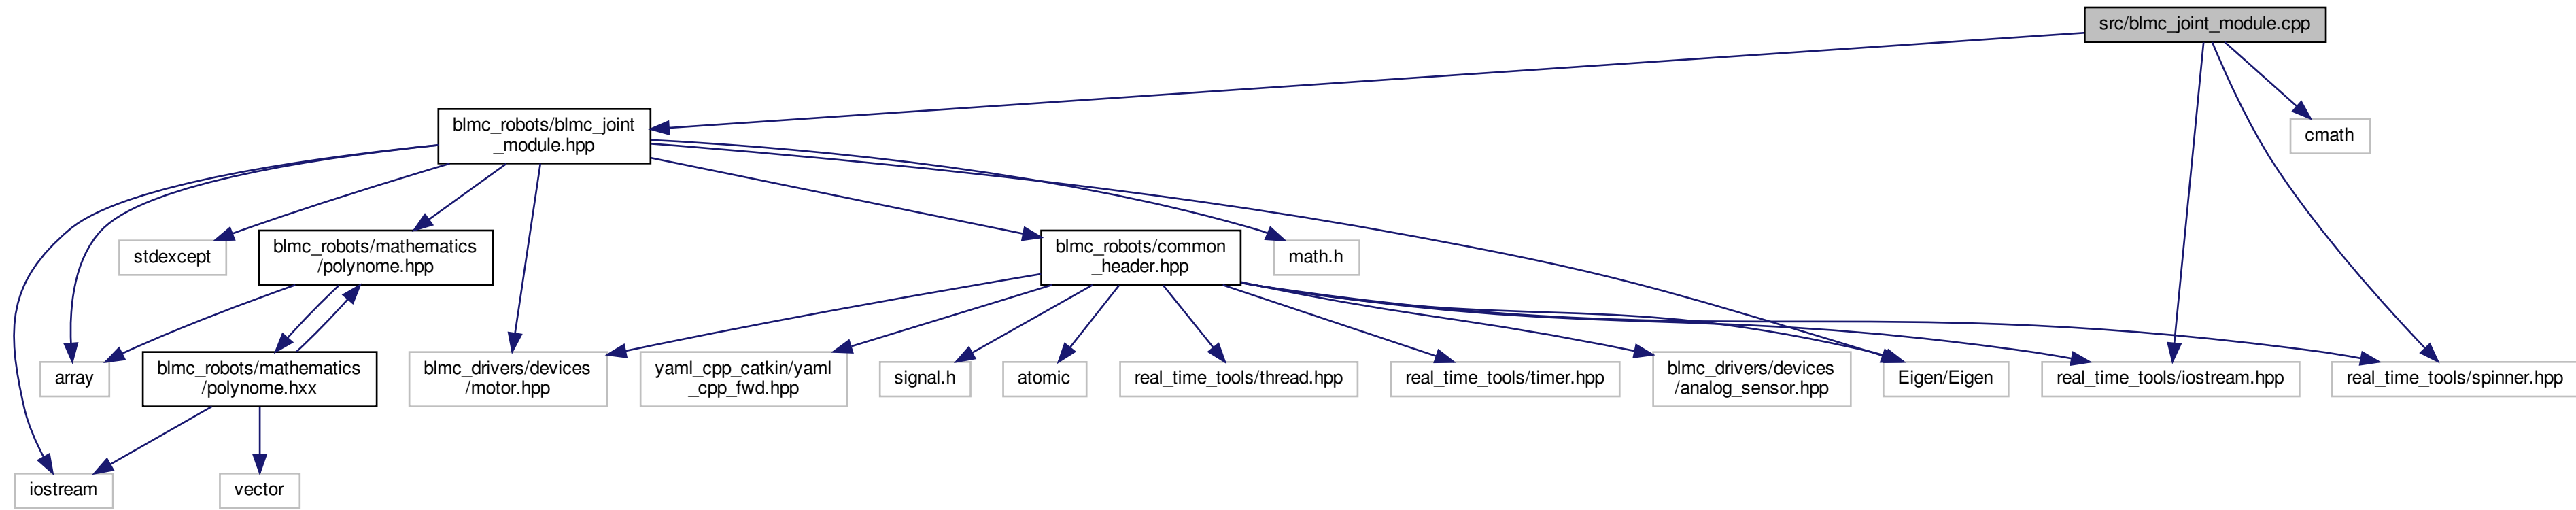 src/blmc_joint_module.cpp
blmc_robots/blmc_joint
_module.hpp
cmath
stdexcept
blmc_robots/mathematics
/polynome.hpp
blmc_robots/common
_header.hpp
math.h
array
blmc_robots/mathematics
/polynome.hxx
blmc_drivers/devices
/motor.hpp
yaml_cpp_catkin/yaml
_cpp_fwd.hpp
signal.h
atomic
real_time_tools/thread.hpp
real_time_tools/timer.hpp
blmc_drivers/devices
/analog_sensor.hpp
Eigen/Eigen
real_time_tools/iostream.hpp
real_time_tools/spinner.hpp
iostream
vector